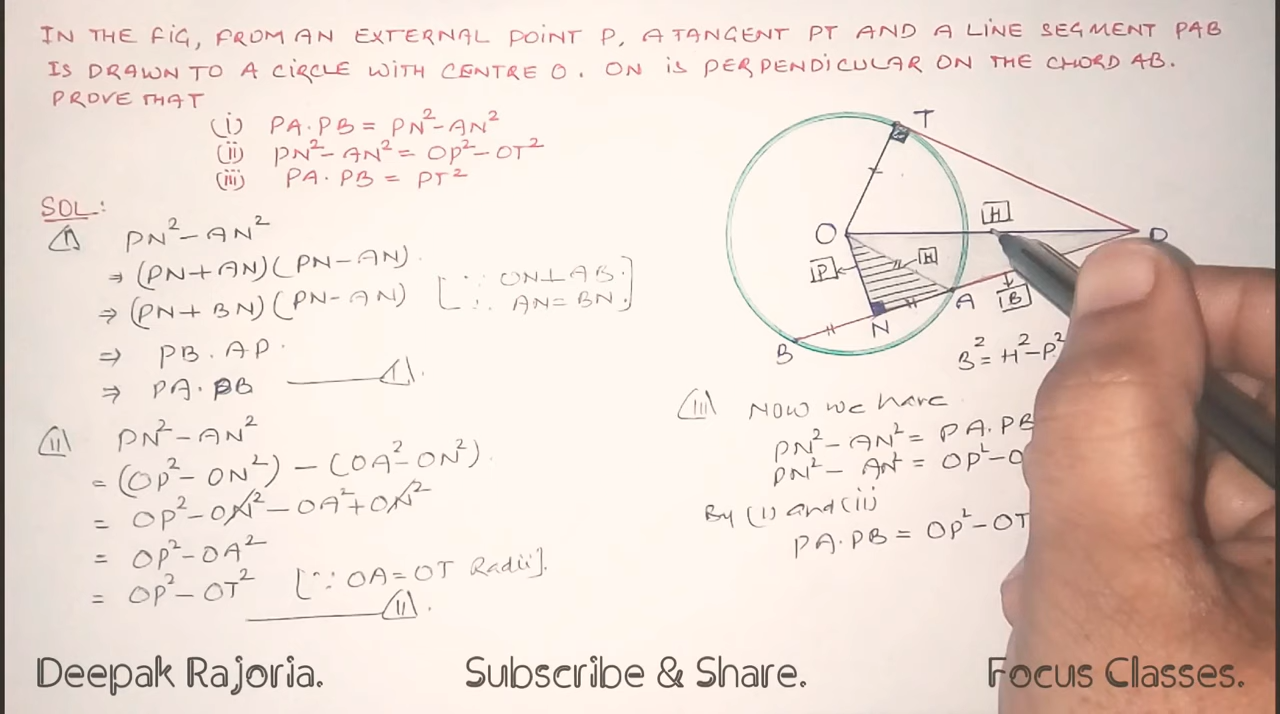 IN THE FIG, FROM AN EXTERNAL POINT P, A TANGENT PT AND A LINE SEGMENT PAB
IS DRAWN TO A CIRCLE WITH CENTRE O. ON is PERPENDICULAR ON THE CHORD AB.
PROVE THAT
(i) PA.PB = PN²-AN²
(ii) PN²-AN² = OP²-OT²
(iii) PA.PB = PT²
SOL:
(i) PN²-AN²
⇒ (PN+AN)(PN-AN).
⇒ (PN+BN)(PN-AN) [∵ ON⊥AB. ∴ AN=BN.]
⇒ PB.AP.
⇒ PA.PB ——— (i).
(ii) PN²-AN²
= (OP²-ON²)-(OA²-ON²).
= OP²-ON²-OA²+ON²
= OP²-OA²
= OP²-OT² [∵ OA=OT Radii].
——— (ii).
T
H
O
P
P
H
A
B
N
B
B²=H²-P²
(iii) Now we have
PN²-AN² = PA.PB
PN²-AN² = OP²-O
By (i) and (ii)
PA.PB = OP²-OT
Deepak Rajoria. Subscribe & Share. Focus Classes.